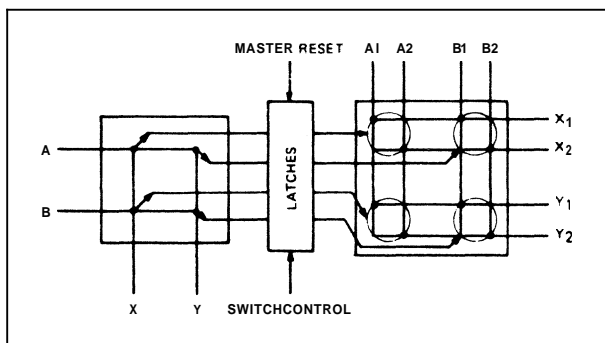 MASTER RESET
A1 A2 B1 B2
A
B
LATCHES
X1
X2
Y1
Y2
X Y
SWITCHCONTROL